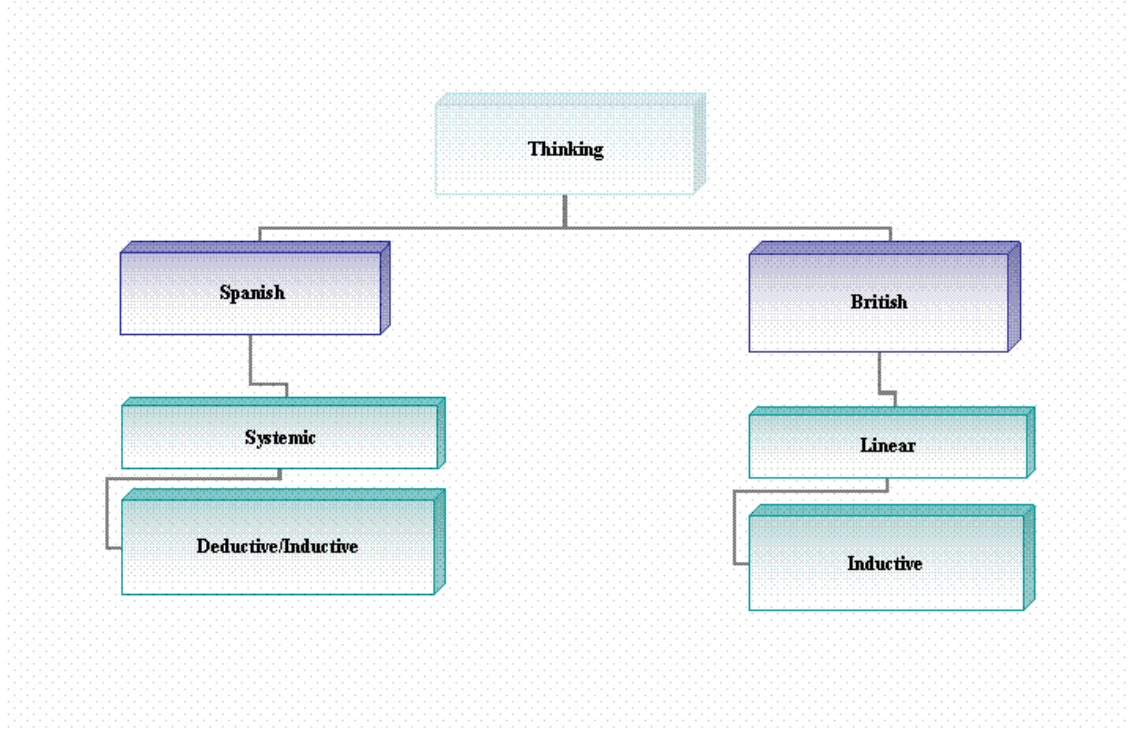 Thinking
Spanish
British
Systemic
Linear
Deductive/Inductive
Inductive